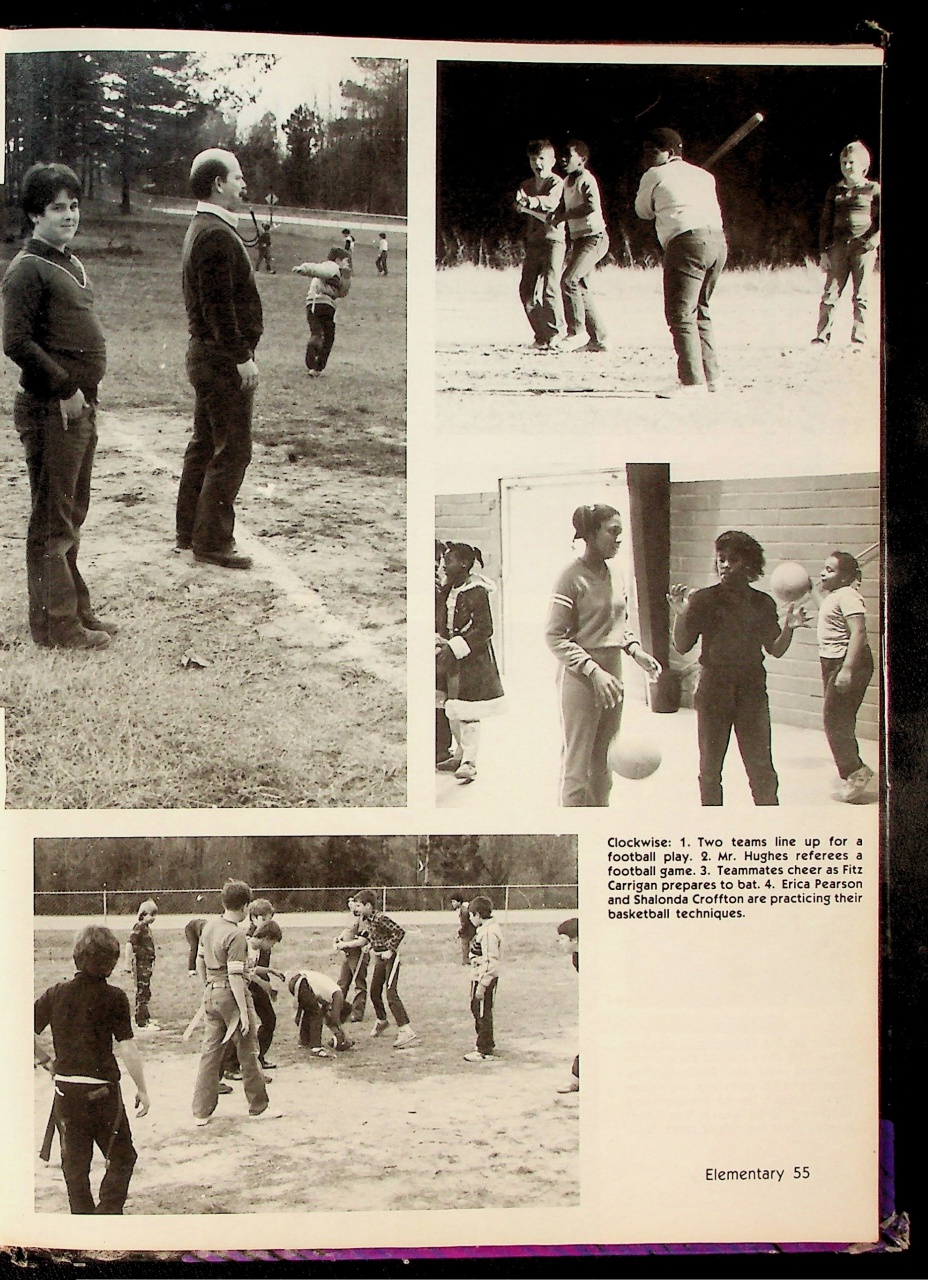 Clockwise: 1. Two teams line up for a
football play. 2. Mr. Hughes referees a
football game. 3. Teammates cheer as Fitz
Carrigan prepares to bat. 4. Erica Pearson
and Shalonda Croffton are practicing their
basketball techniques.
Elementary 55